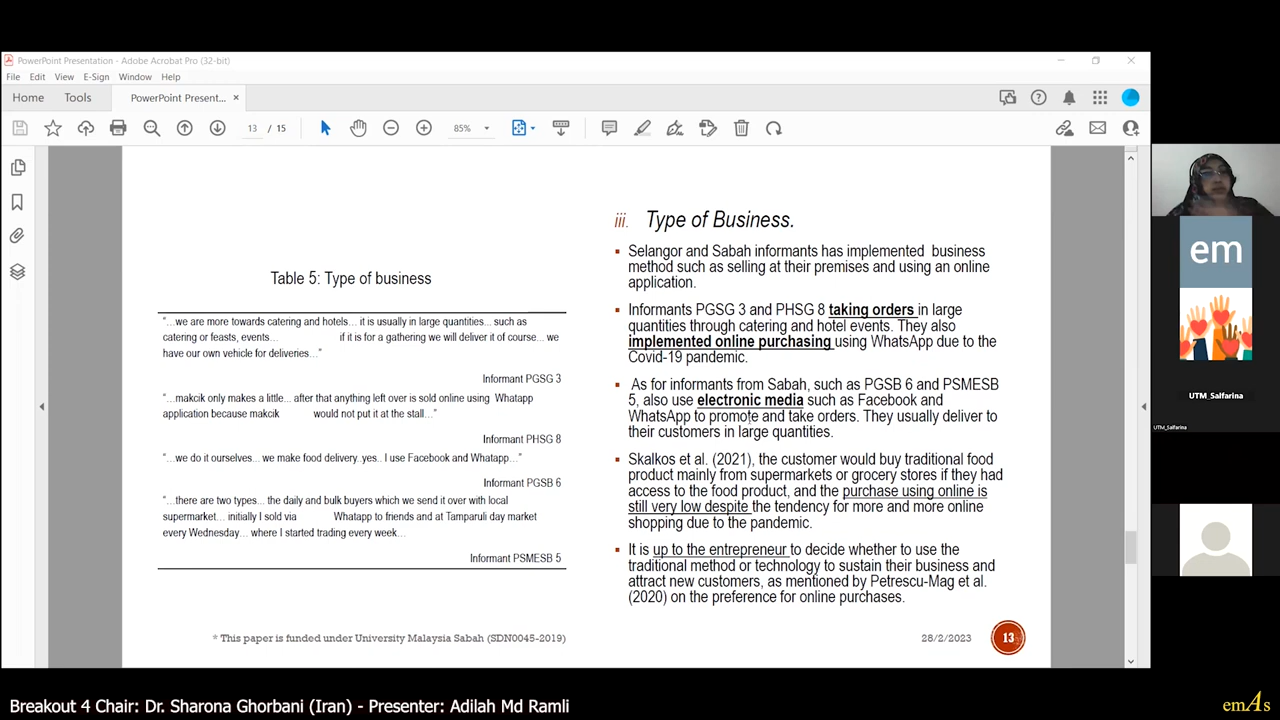 PowerPoint Presentation - Adobe Acrobat Pro (32-bit)
File Edit View E-Sign Window Help
Home Tools PowerPoint Present... ×
13 / 15 85%
Table 5: Type of business
“...we are more towards catering and hotels... it is usually in large quantities... such as
catering or feasts, events... if it is for a gathering we will deliver it of course... we
have our own vehicle for deliveries...”
Informant PGSG 3
“...makcik only makes a little... after that anything left over is sold online using Whatapp
application because makcik would not put it at the stall...”
Informant PHSG 8
“...we do it ourselves... we make food delivery..yes.. I use Facebook and Whatapp...”
Informant PGSB 6
“...there are two types... the daily and bulk buyers which we send it over with local
supermarket... initially I sold via Whatapp to friends and at Tamparuli day market
every Wednesday... where I started trading every week...
Informant PSMESB 5
* This paper is funded under University Malaysia Sabah (SDN0045-2019)
iii. Type of Business.
▪ Selangor and Sabah informants has implemented business
method such as selling at their premises and using an online
application.
▪ Informants PGSG 3 and PHSG 8 taking orders in large
quantities through catering and hotel events. They also
implemented online purchasing using WhatsApp due to the
Covid-19 pandemic.
▪ As for informants from Sabah, such as PGSB 6 and PSMESB
5, also use electronic media such as Facebook and
WhatsApp to promote and take orders. They usually deliver to
their customers in large quantities.
▪ Skalkos et al. (2021), the customer would buy traditional food
product mainly from supermarkets or grocery stores if they had
access to the food product, and the purchase using online is
still very low despite the tendency for more and more online
shopping due to the pandemic.
▪ It is up to the entrepreneur to decide whether to use the
traditional method or technology to sustain their business and
attract new customers, as mentioned by Petrescu-Mag et al.
(2020) on the preference for online purchases.
28/2/2023 13
em
UTM_Salfarina
UTM_Salfarina
Breakout 4 Chair: Dr. Sharona Ghorbani (Iran) - Presenter: Adilah Md Ramli
emAs